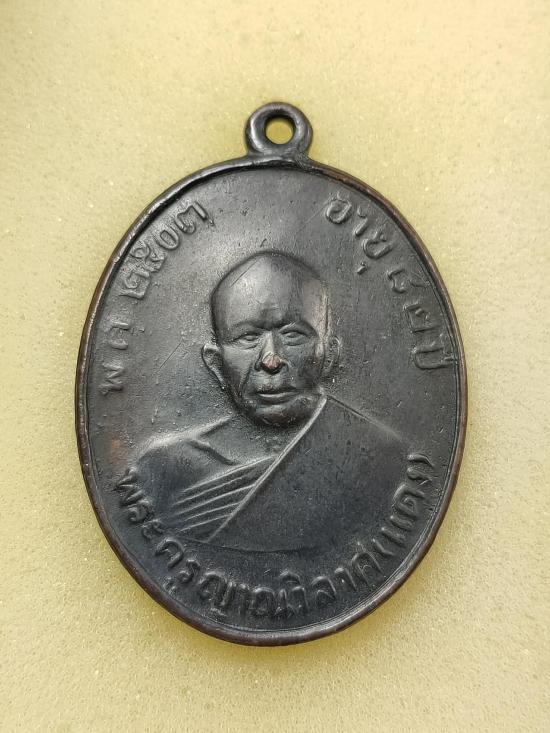 พ ศ ๒๕๐๓
อายุ ๘๒ ปี
พระครูญาณวิลาศ(แดง)